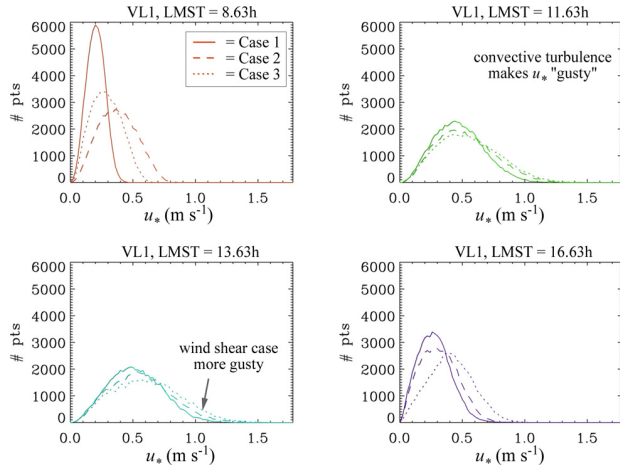 VL1, LMST = 8.63h
6000
5000
4000
3000
2000
1000
0
# pts
= Case 1
= Case 2
= Case 3
0.0 0.5 1.0 1.5
u* (m s⁻¹)
VL1, LMST = 11.63h
6000
5000
4000
3000
2000
1000
0
# pts
convective turbulence
makes u* "gusty"
0.0 0.5 1.0 1.5
u* (m s⁻¹)
VL1, LMST = 13.63h
6000
5000
4000
3000
2000
1000
0
# pts
wind shear case
more gusty
0.0 0.5 1.0 1.5
u* (m s⁻¹)
VL1, LMST = 16.63h
6000
5000
4000
3000
2000
1000
0
# pts
0.0 0.5 1.0 1.5
u* (m s⁻¹)